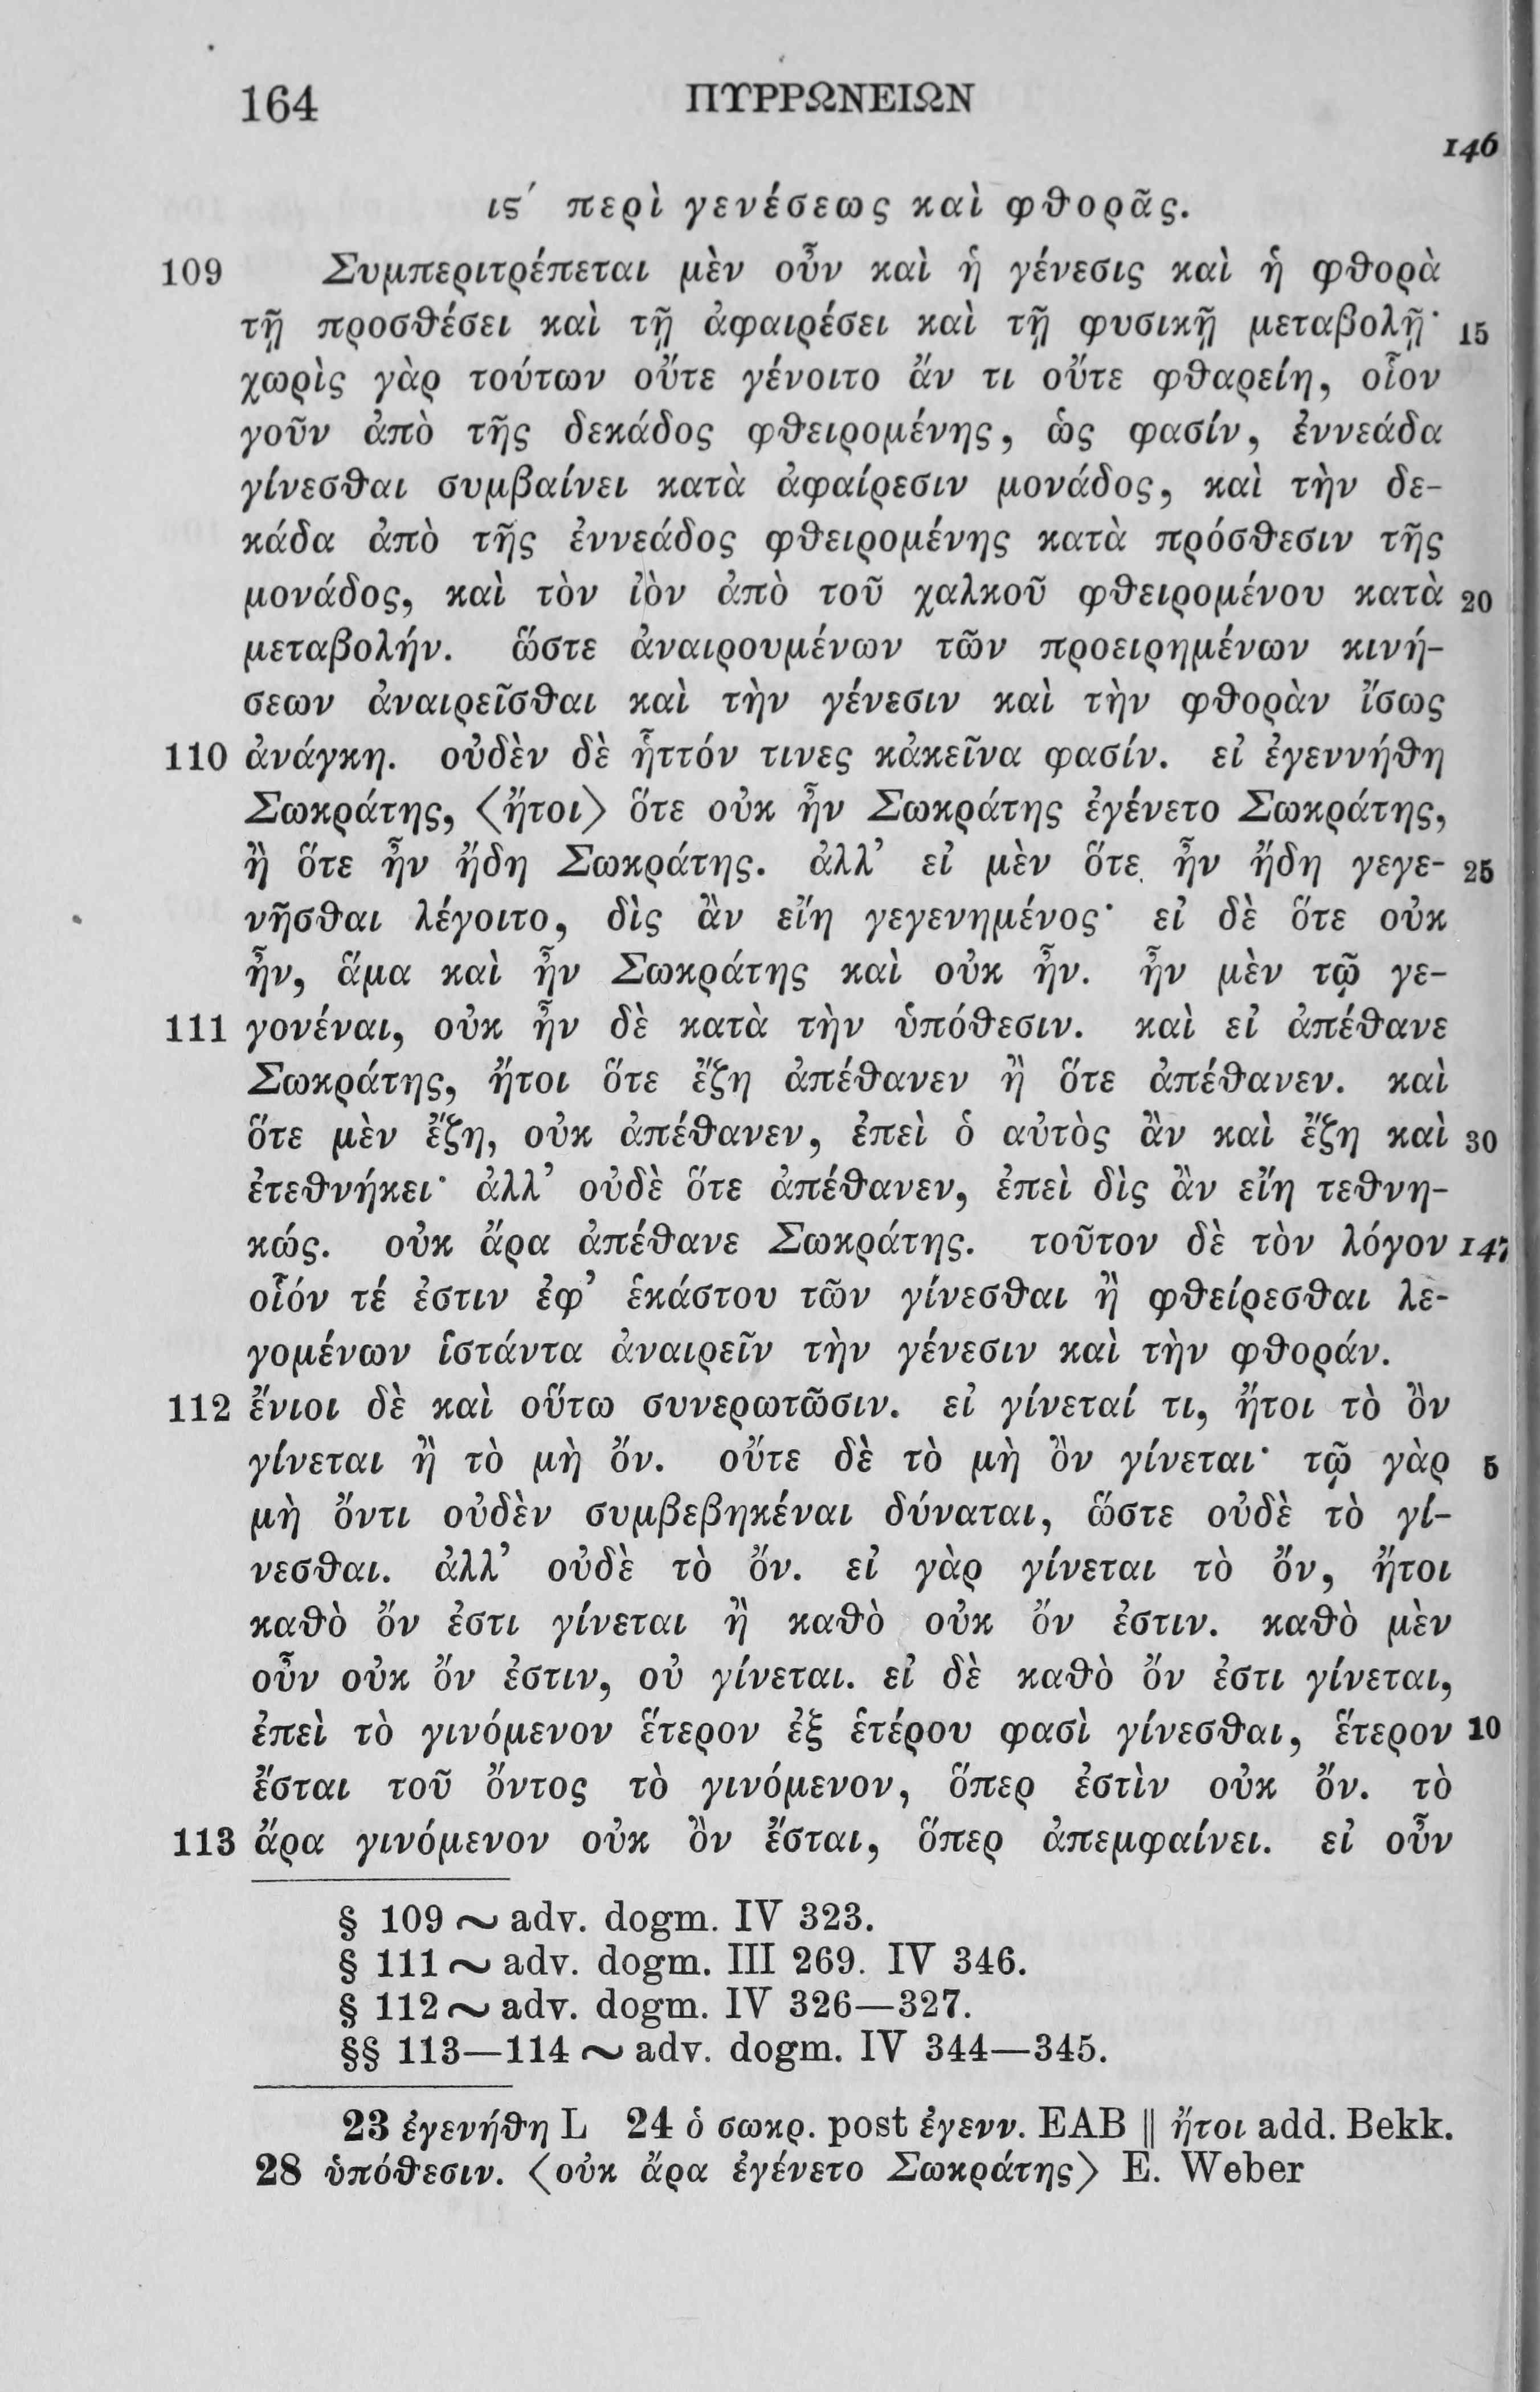 164 ΠΥΡΡΩΝΕΙΩΝ
146
ις′ περὶ γενέσεως καὶ φθορᾶς.
109 Συμπεριτρέπεται μὲν οὖν καὶ ἡ γένεσις καὶ ἡ φθορὰ
τῇ προσθέσει καὶ τῇ ἀφαιρέσει καὶ τῇ φυσικῇ μεταβολῇ· 15
χωρὶς γὰρ τούτων οὔτε γένοιτο ἄν τι οὔτε φθαρείη, οἷον
γοῦν ἀπὸ τῆς δεκάδος φθειρομένης, ὥς φασίν, ἐννεάδα
γίνεσθαι συμβαίνει κατὰ ἀφαίρεσιν μονάδος, καὶ τὴν δε-
κάδα ἀπὸ τῆς ἐννεάδος φθειρομένης κατὰ πρόσθεσιν τῆς
μονάδος, καὶ τὸν ἰὸν ἀπὸ τοῦ χαλκοῦ φθειρομένου κατὰ 20
μεταβολήν. ὥστε ἀναιρουμένων τῶν προειρημένων κινή-
σεων ἀναιρεῖσθαι καὶ τὴν γένεσιν καὶ τὴν φθορὰν ἴσως
110 ἀνάγκη. οὐδὲν δὲ ἧττόν τινες κἀκεῖνα φασίν. εἰ ἐγεννήθη
Σωκράτης, ⟨ἤτοι⟩ ὅτε οὐκ ἦν Σωκράτης ἐγένετο Σωκράτης,
ἢ ὅτε ἦν ἤδη Σωκράτης. ἀλλ’ εἰ μὲν ὅτε ἦν ἤδη γεγε- 25
νῆσθαι λέγοιτο, δὶς ἂν εἴη γεγενημένος· εἰ δὲ ὅτε οὐκ
ἦν, ἅμα καὶ ἦν Σωκράτης καὶ οὐκ ἦν. ἦν μὲν τῷ γε-
111 γονέναι, οὐκ ἦν δὲ κατὰ τὴν ὑπόθεσιν. καὶ εἰ ἀπέθανε
Σωκράτης, ἤτοι ὅτε ἔζη ἀπέθανεν ἢ ὅτε ἀπέθανεν. καὶ
ὅτε μὲν ἔζη, οὐκ ἀπέθανεν, ἐπεὶ ὁ αὐτὸς ἂν καὶ ἔζη καὶ 30
ἐτεθνήκει· ἀλλ’ οὐδὲ ὅτε ἀπέθανεν, ἐπεὶ δὶς ἂν εἴη τεθνη-
κώς. οὐκ ἄρα ἀπέθανε Σωκράτης. τοῦτον δὲ τὸν λόγον 147
οἷόν τέ ἐστιν ἐφ’ ἑκάστου τῶν γίνεσθαι ἢ φθείρεσθαι λε-
γομένων ἱστάντα ἀναιρεῖν τὴν γένεσιν καὶ τὴν φθοράν.
112 ἔνιοι δὲ καὶ οὕτω συνερωτῶσιν. εἰ γίνεταί τι, ἤτοι τὸ ὂν
γίνεται ἢ τὸ μὴ ὄν. οὔτε δὲ τὸ μὴ ὂν γίνεται· τῷ γὰρ 5
μὴ ὄντι οὐδὲν συμβεβηκέναι δύναται, ὥστε οὐδὲ τὸ γί-
νεσθαι. ἀλλ’ οὐδὲ τὸ ὄν. εἰ γὰρ γίνεται τὸ ὄν, ἤτοι
καθὸ ὄν ἐστι γίνεται ἢ καθὸ οὐκ ὄν ἐστιν. καθὸ μὲν
οὖν οὐκ ὄν ἐστιν, οὐ γίνεται. εἰ δὲ καθὸ ὄν ἐστι γίνεται,
ἐπεὶ τὸ γινόμενον ἕτερον ἐξ ἑτέρου φασὶ γίνεσθαι, ἕτερον 10
ἔσται τοῦ ὄντος τὸ γινόμενον, ὅπερ ἐστὶν οὐκ ὄν. τὸ
113 ἄρα γινόμενον οὐκ ὂν ἔσται, ὅπερ ἀπεμφαίνει. εἰ οὖν
§ 109 ~ adv. dogm. IV 323.
§ 111 ~ adv. dogm. III 269. IV 346.
§ 112 ~ adv. dogm. IV 326—327.
§§ 113—114 ~ adv. dogm. IV 344—345.
23 ἐγενήθη L 24 ὁ σωκρ. post ἐγενν. EAB || ἤτοι add. Bekk.
28 ὑπόθεσιν. ⟨οὐκ ἄρα ἐγένετο Σωκράτης⟩ E. Weber